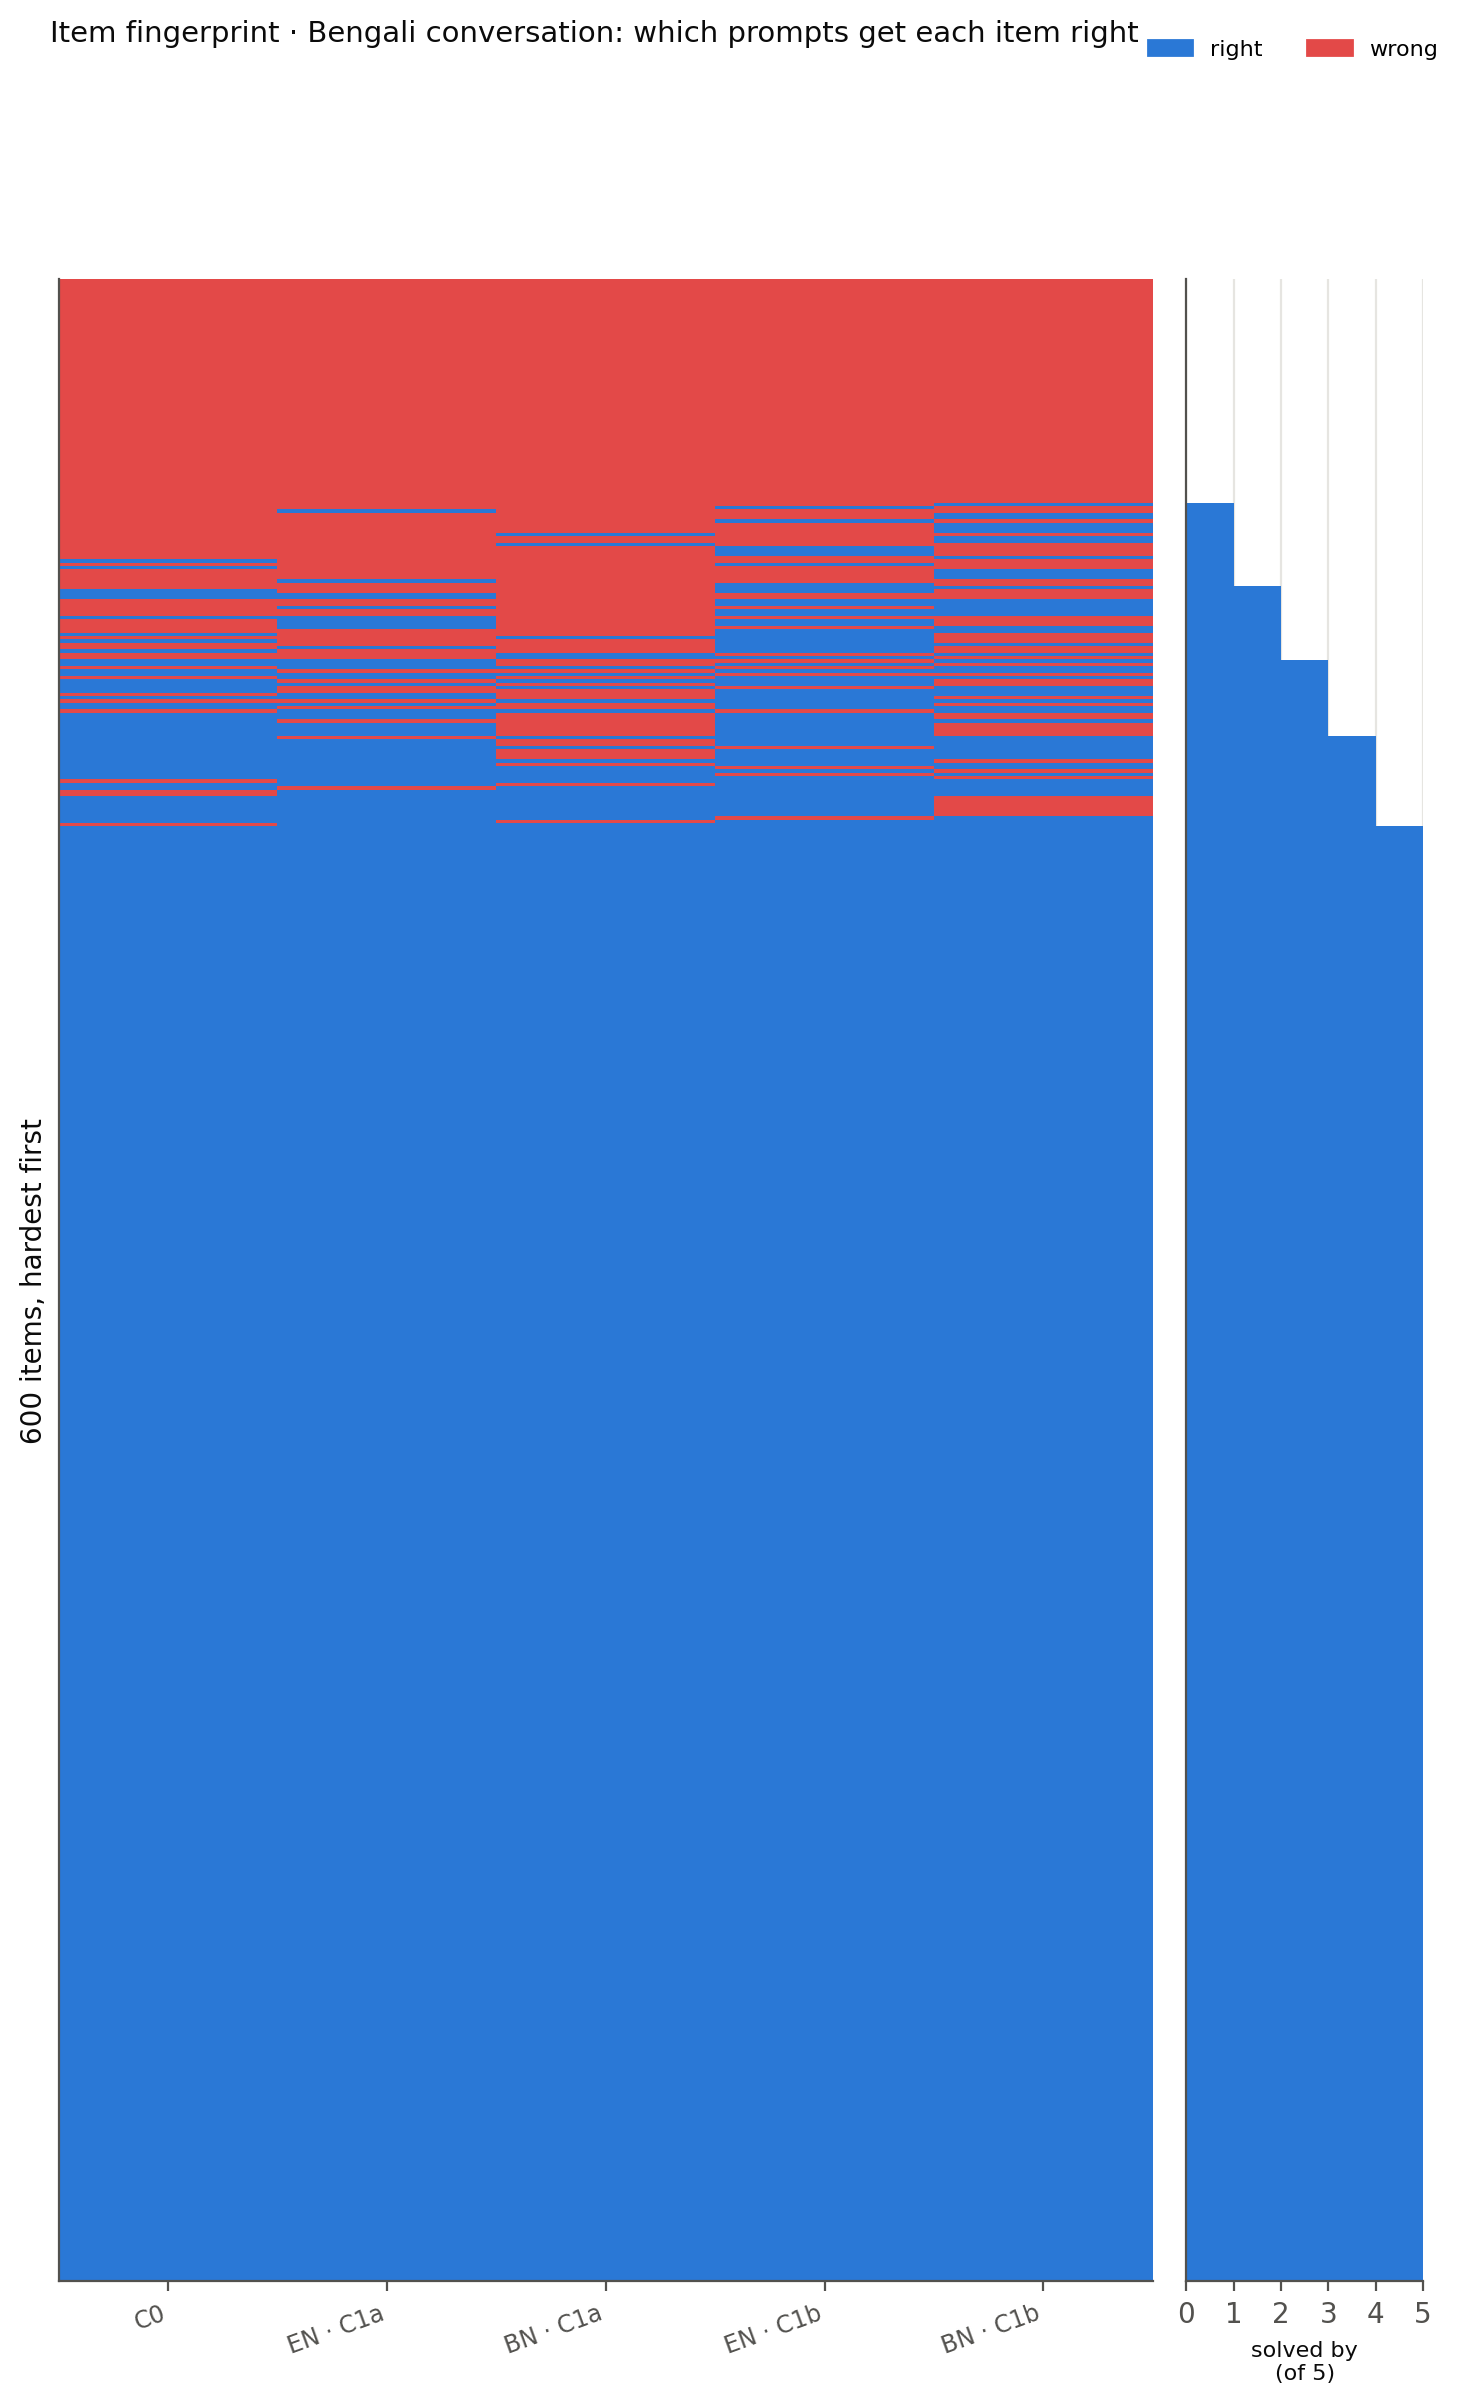 Item fingerprint · Bengali conversation: which prompts get each item right
right
wrong
600 items, hardest first
C0
EN · C1a
BN · C1a
EN · C1b
BN · C1b
0 1 2 3 4 5
solved by
(of 5)